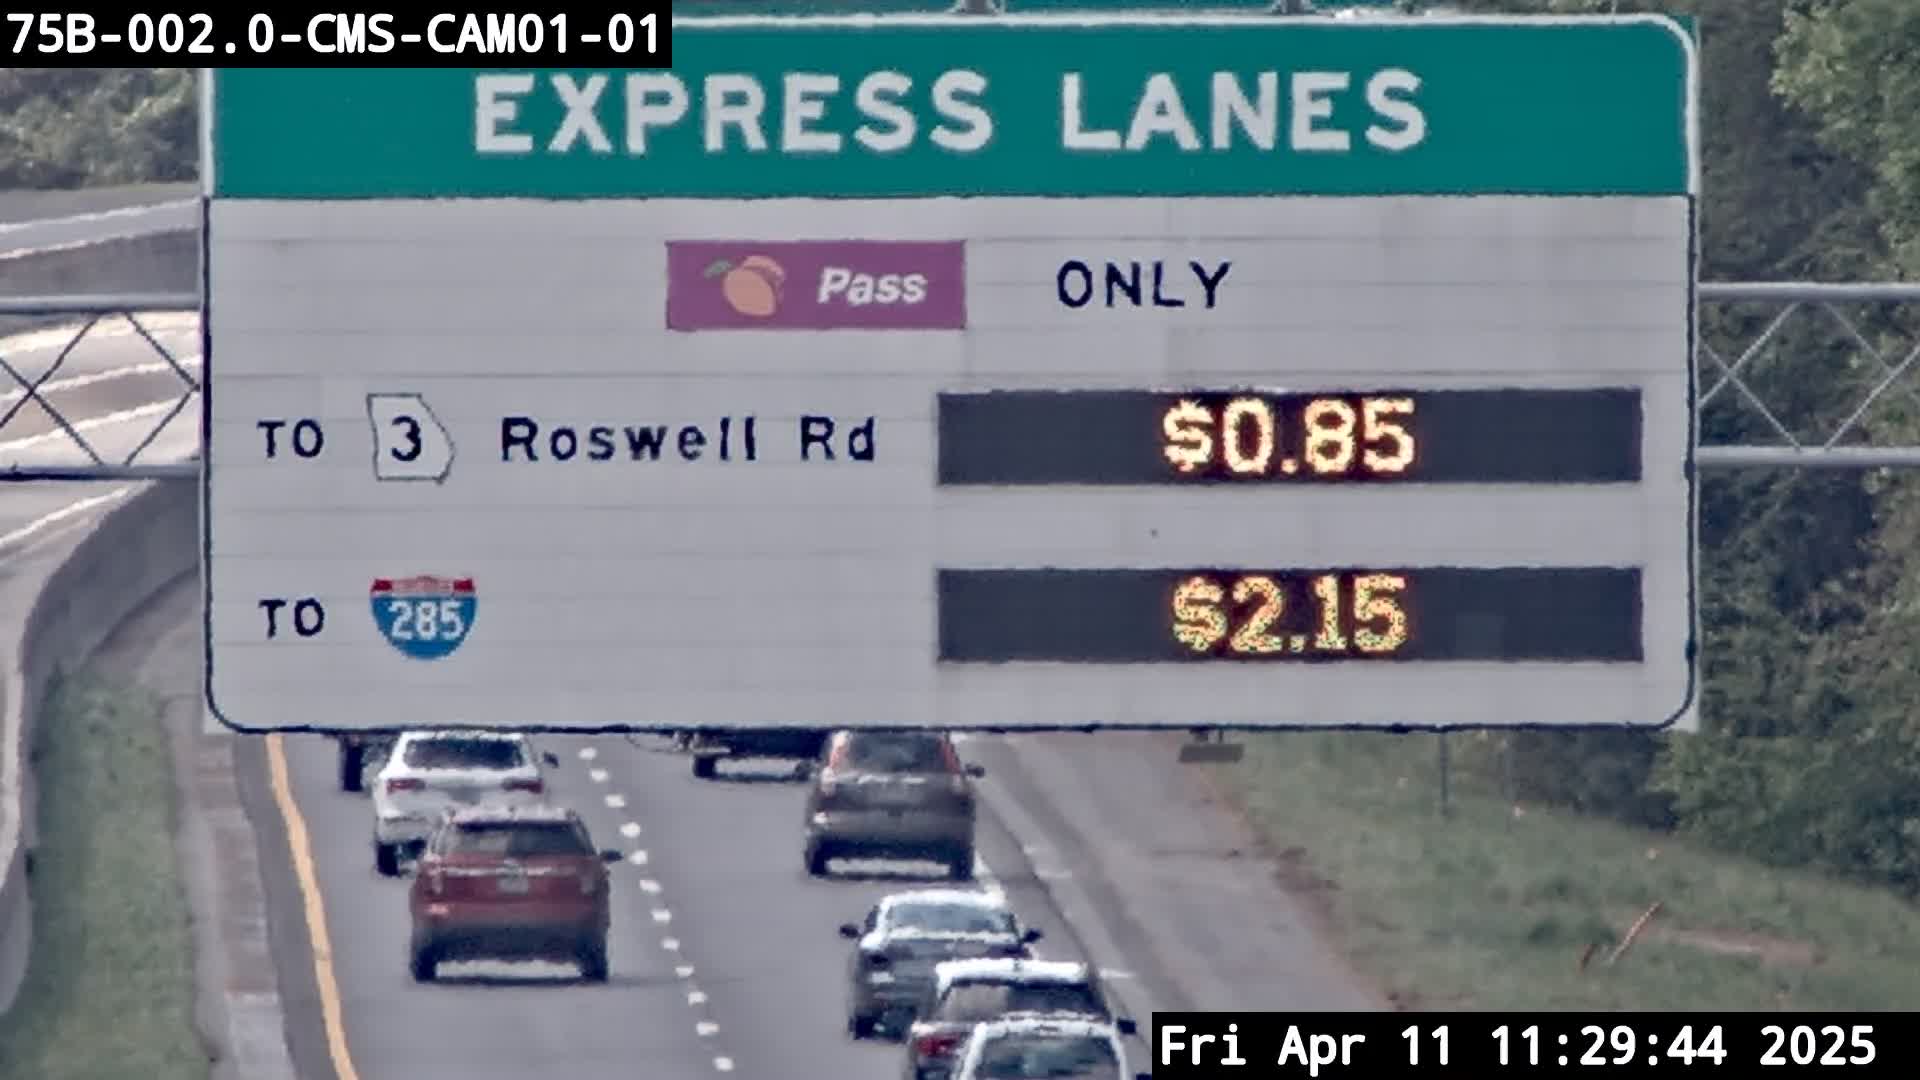 75B-002.0-CMS-CAM01-01
EXPRESS LANES
Pass ONLY
TO 3 Roswell Rd $0.85
TO 285 $2.15
Fri Apr 11 11:29:44 2025